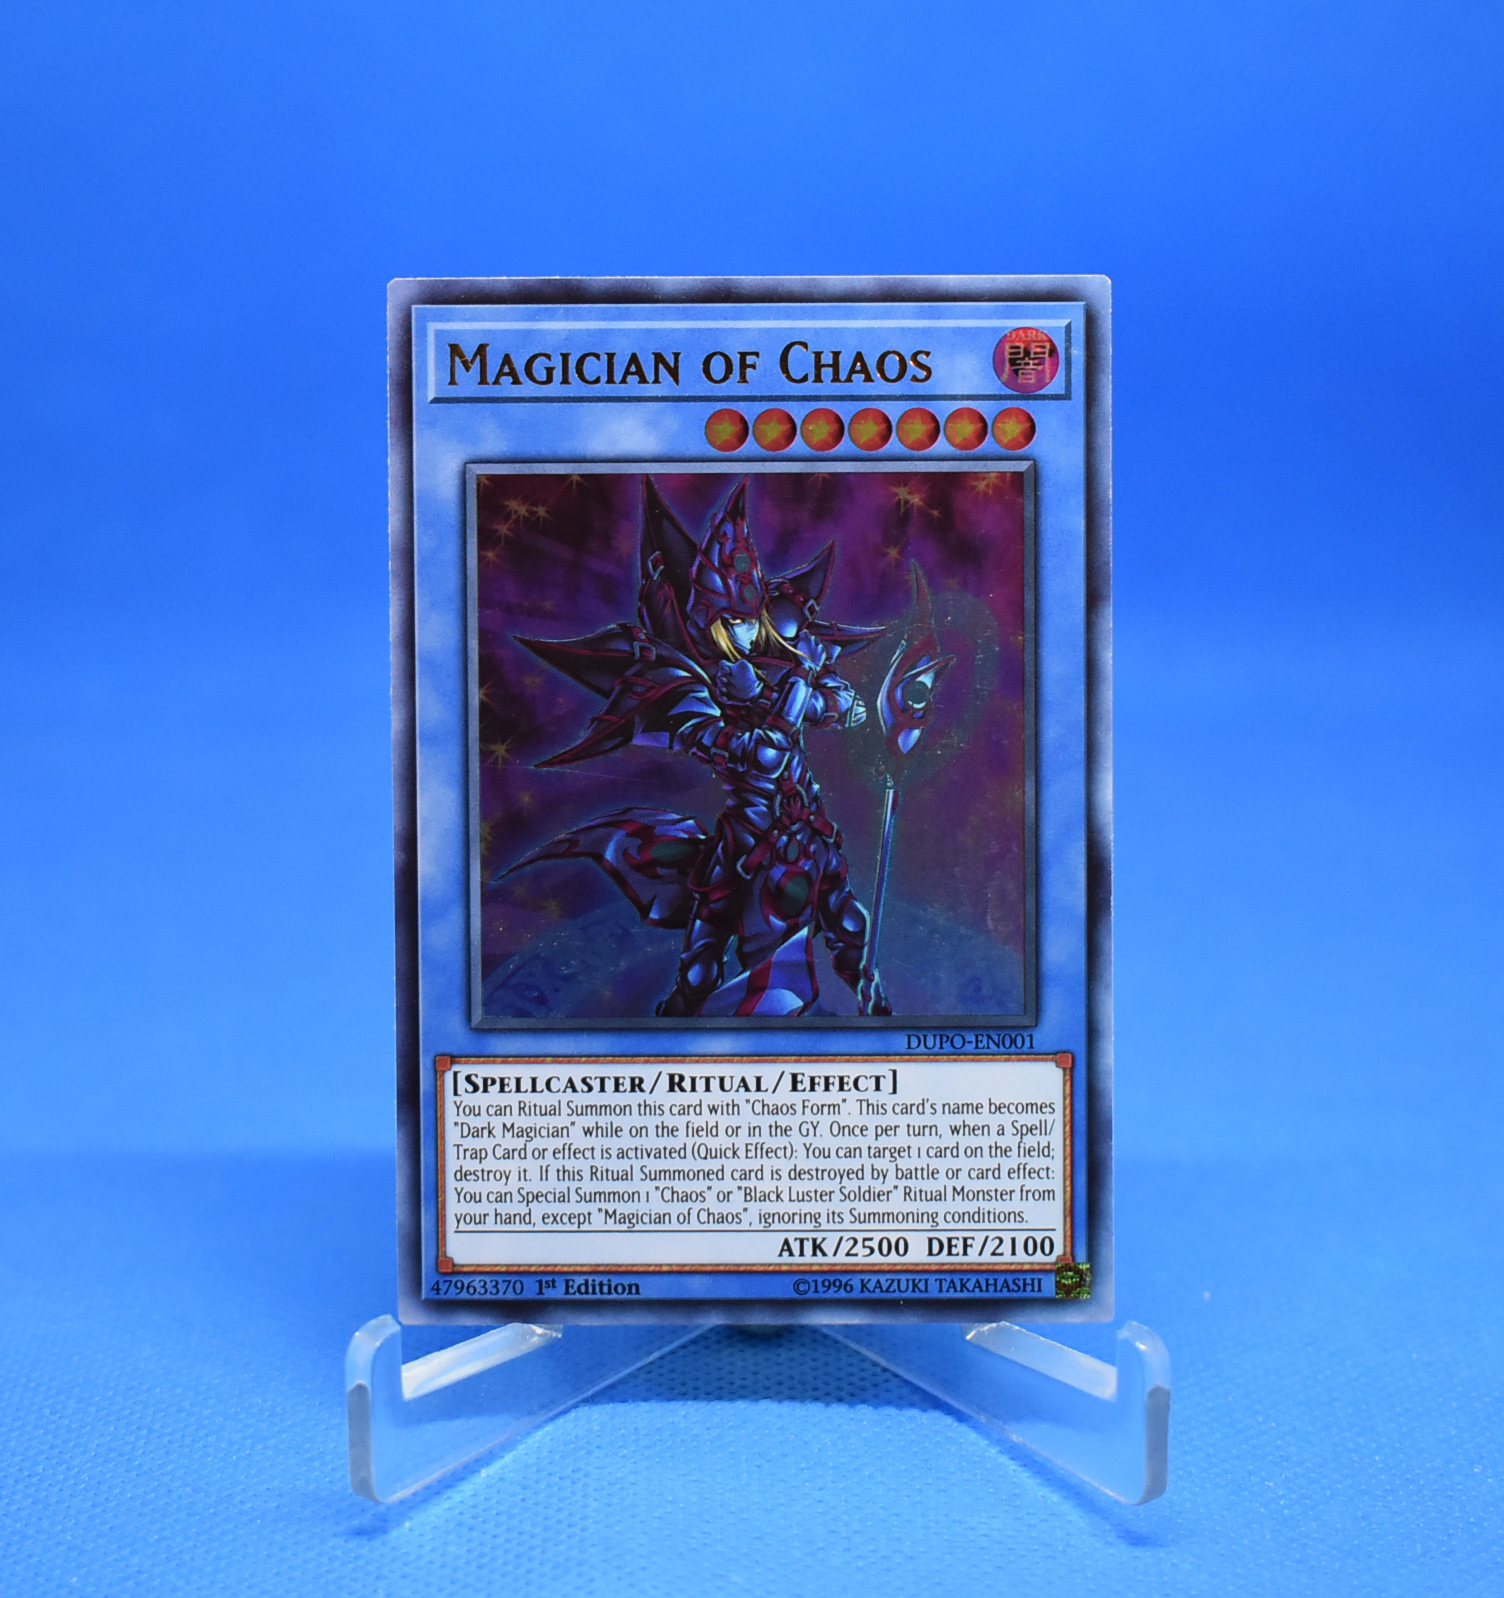 MAGICIAN OF CHAOS
DARK
闇
DUPO-EN001
[SPELLCASTER/RITUAL/EFFECT]
You can Ritual Summon this card with "Chaos Form". This card's name becomes
"Dark Magician" while on the field or in the GY. Once per turn, when a Spell/
Trap Card or effect is activated (Quick Effect): You can target 1 card on the field;
destroy it. If this Ritual Summoned card is destroyed by battle or card effect:
You can Special Summon 1 "Chaos" or "Black Luster Soldier" Ritual Monster from
your hand, except "Magician of Chaos", ignoring its Summoning conditions.
ATK/2500 DEF/2100
47963370 1st Edition ©1996 KAZUKI TAKAHASHI